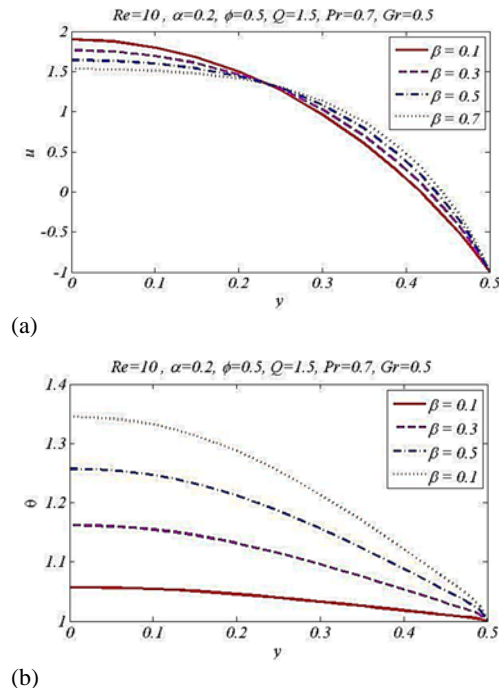 Re=10 , α=0.2, ϕ=0.5, Q=1.5, Pr=0.7, Gr=0.5
2
1.5
1
0.5
0
-0.5
-1
u
β = 0.1
β = 0.3
β = 0.5
β = 0.7
0 0.1 0.2 0.3 0.4 0.5
y
(a)
Re=10 , α=0.2, ϕ=0.5, Q=1.5, Pr=0.7, Gr=0.5
1.4
1.3
1.2
1.1
1
θ
β = 0.1
β = 0.3
β = 0.5
β = 0.1
0 0.1 0.2 0.3 0.4 0.5
y
(b)